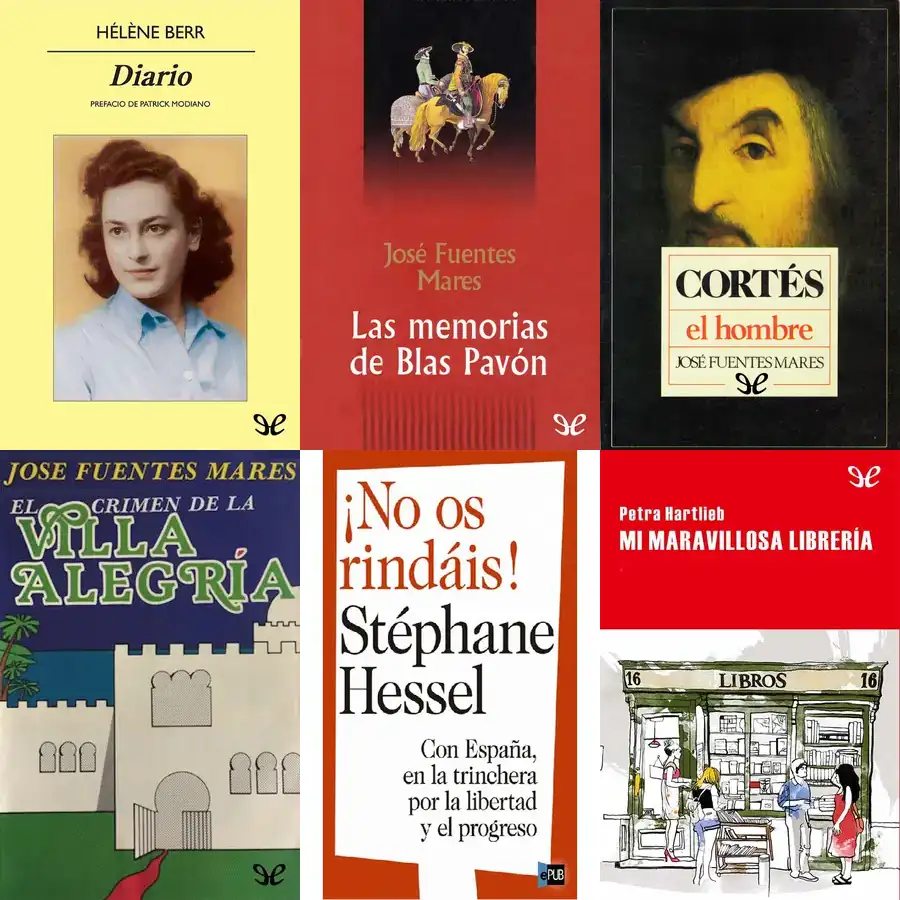 HÉLÈNE BERR
Diario
PREFACIO DE PATRICK MODIANO
José Fuentes
Mares
Las memorias
de Blas Pavón
CORTÉS
el hombre
JOSÉ FUENTES MARES
JOSE FUENTES MARES
EL CRIMEN DE LA
VILLA
ALEGRÍA
¡No os
rindáis!
Stéphane
Hessel
Con España,
en la trinchera
por la libertad
y el progreso
ePUB
Petra Hartlieb
MI MARAVILLOSA LIBRERÍA
16 LIBROS 16